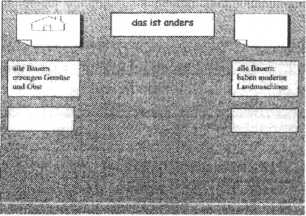 das ist anders
alle Bauern
erzeugen Gemüse
und Obst
alle Bauern
haben moderne
Landmaschinen